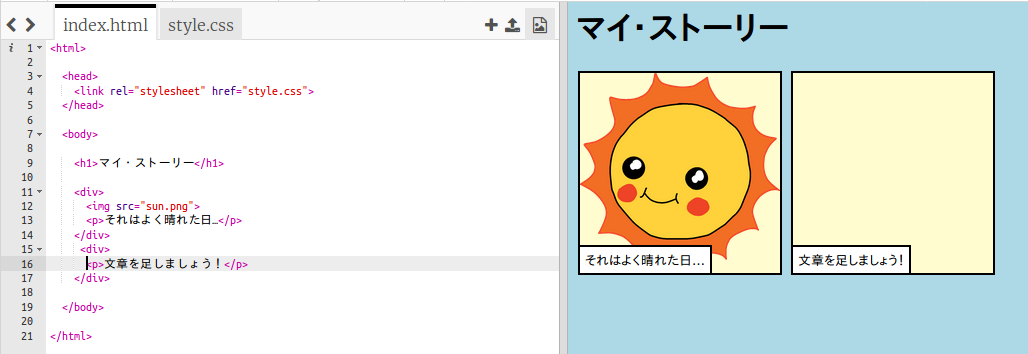 index.html style.css
i 1 <html>
2
3 <head>
4 <link rel="stylesheet" href="style.css">
5 </head>
6
7 <body>
8
9 <h1>マイ・ストーリー</h1>
10
11 <div>
12 <img src="sun.png">
13 <p>それはよく晴れた日…</p>
14 </div>
15 <div>
16 <p>文章を足しましょう！</p>
17 </div>
18
19 </body>
20
21 </html>
マイ・ストーリー
それはよく晴れた日…
文章を足しましょう！